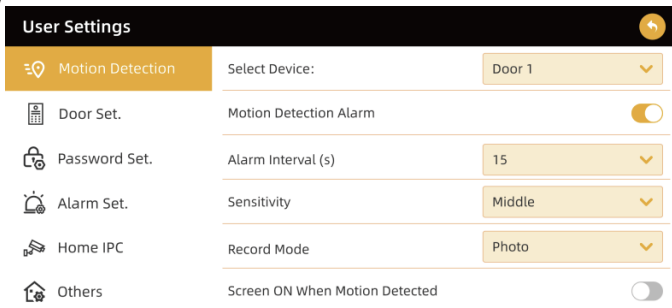 User Settings
Motion Detection
Select Device:
Door 1
Door Set.
Motion Detection Alarm
Password Set.
Alarm Interval (s)
15
Alarm Set.
Sensitivity
Middle
Home IPC
Record Mode
Photo
Others
Screen ON When Motion Detected